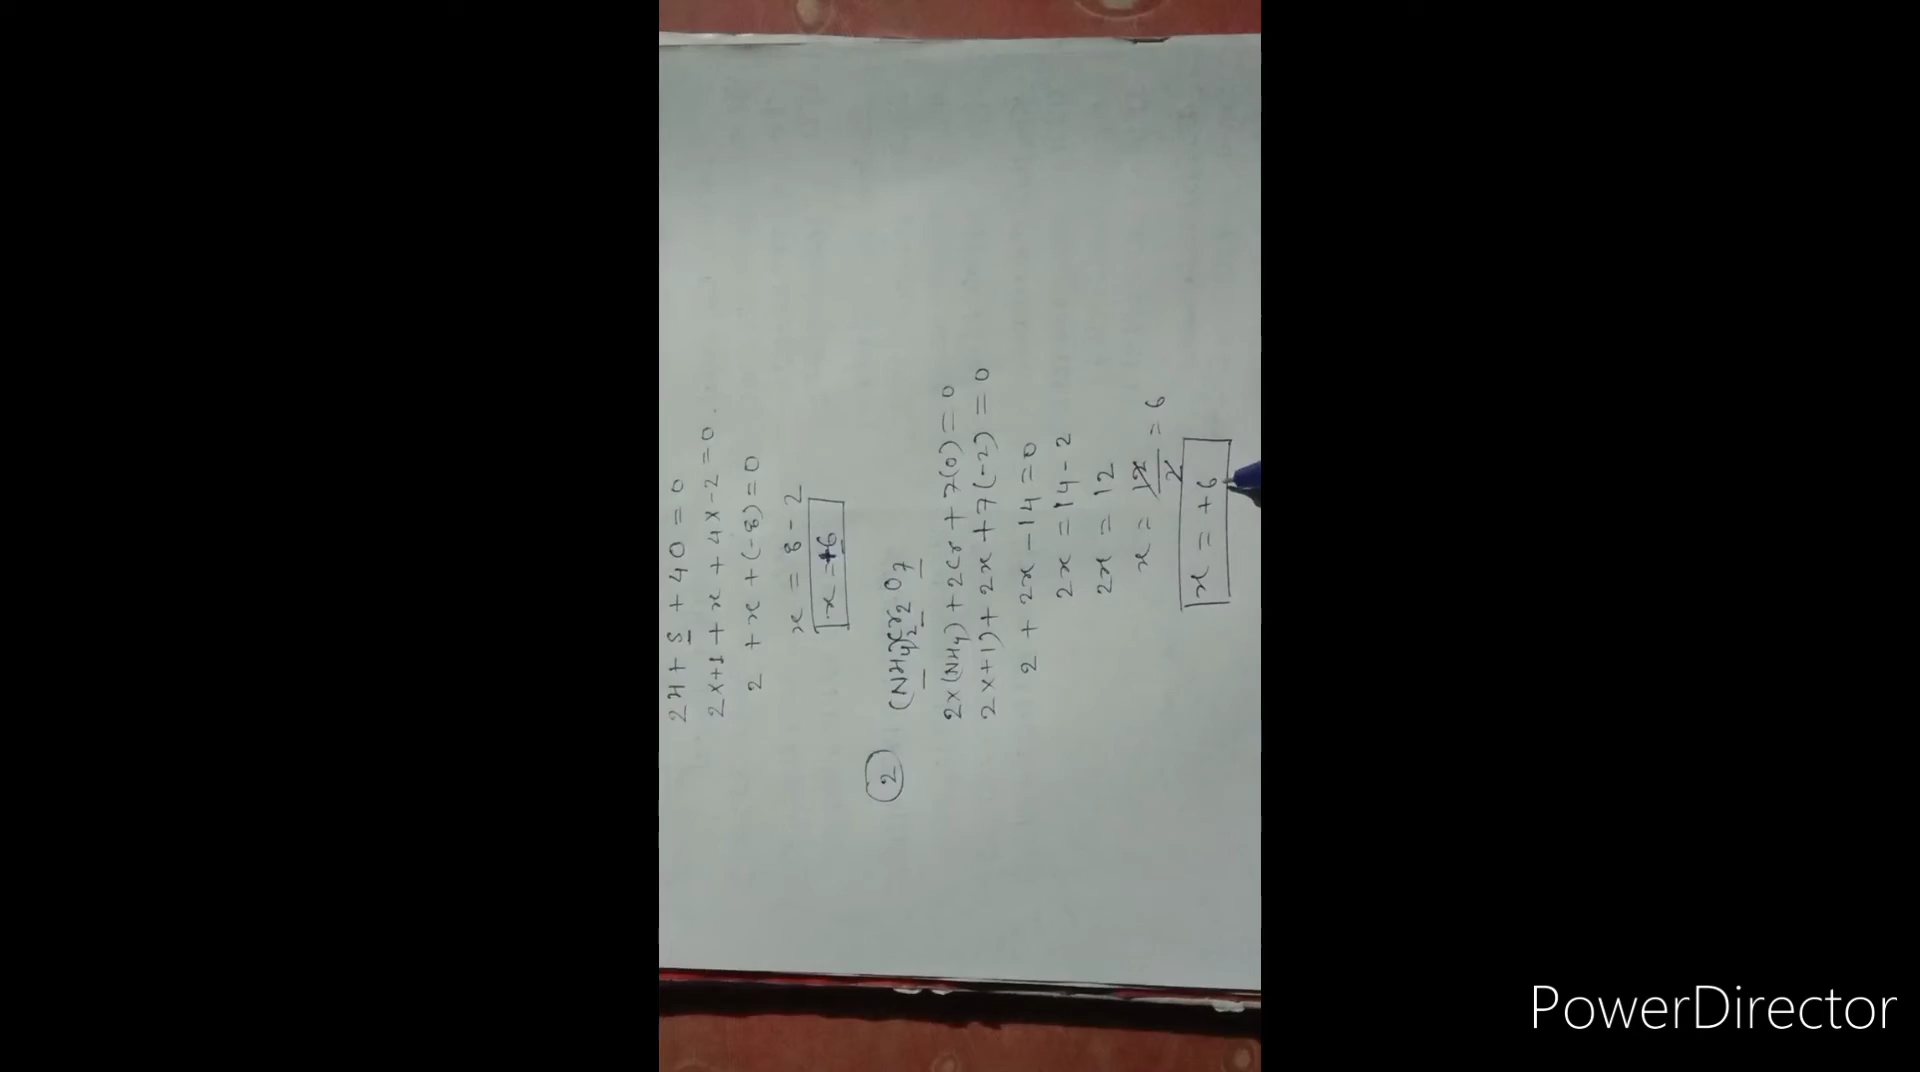 2H + S + 4O = 0
2x+1 + x + 4x-2 = 0.
2 + x + (-8) = 0
x = 8 - 2
x = +6
2 (NH4)2Cr2O7
2x(NH4) + 2Cr + 7(O) = 0
2x+1) + 2x + 7(-2) = 0
2 + 2x - 14 = 0
2x = 14 - 2
2x = 12
x = 12/2 = 6
x = +6
PowerDirector